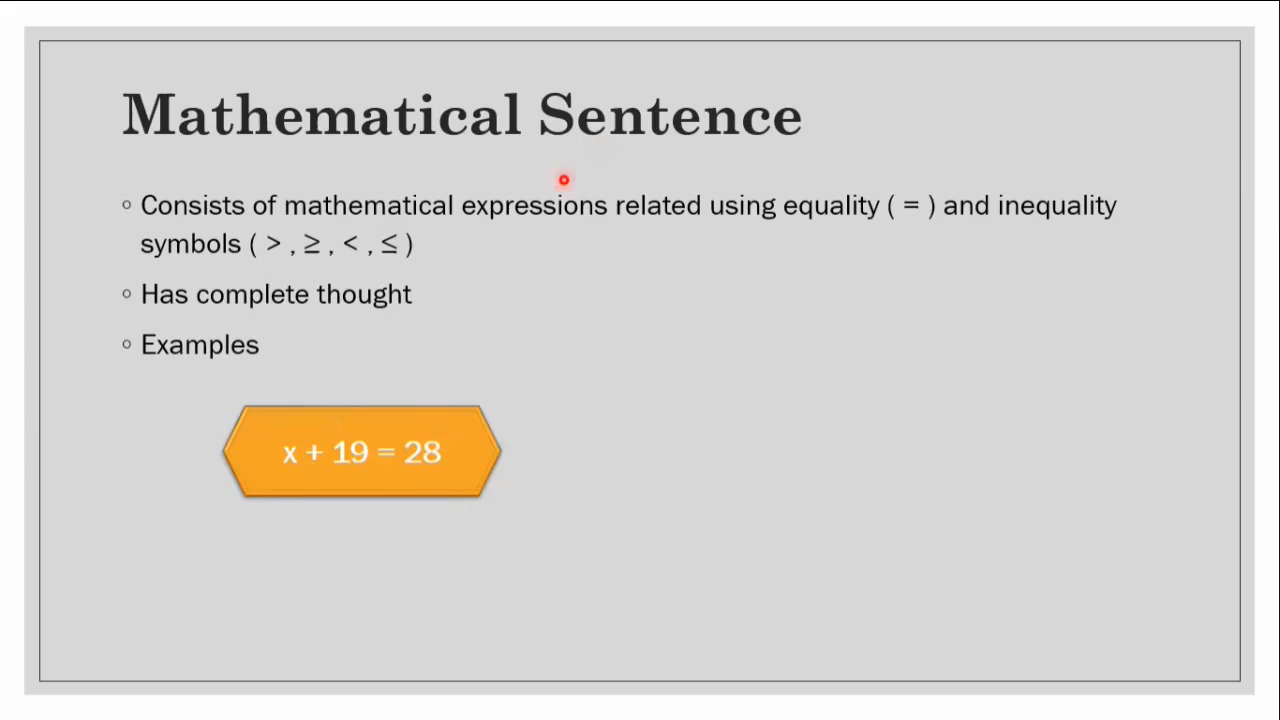 Mathematical Sentence
◦ Consists of mathematical expressions related using equality ( = ) and inequality
symbols ( > , ≥ , < , ≤ )
◦ Has complete thought
◦ Examples
x + 19 = 28